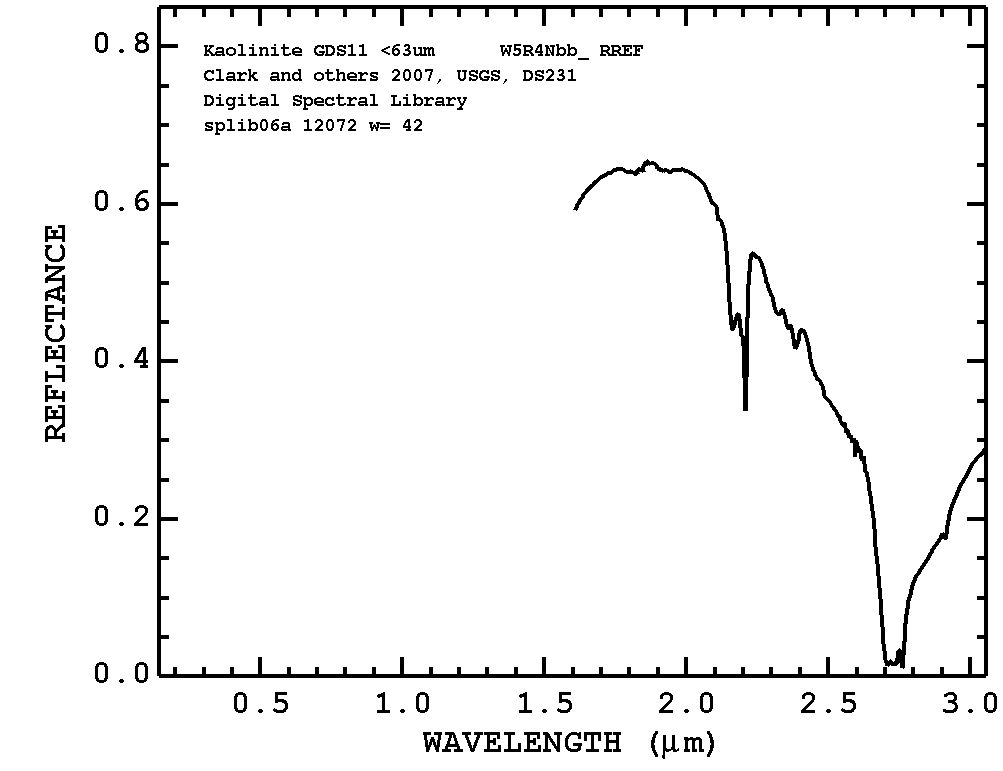 Kaolinite GDS11 <63um W5R4Nbb_ RREF
Clark and others 2007, USGS, DS231
Digital Spectral Library
splib06a 12072 w= 42
REFLECTANCE
0.8
0.6
0.4
0.2
0.0
0.5 1.0 1.5 2.0 2.5 3.0
WAVELENGTH (μm)